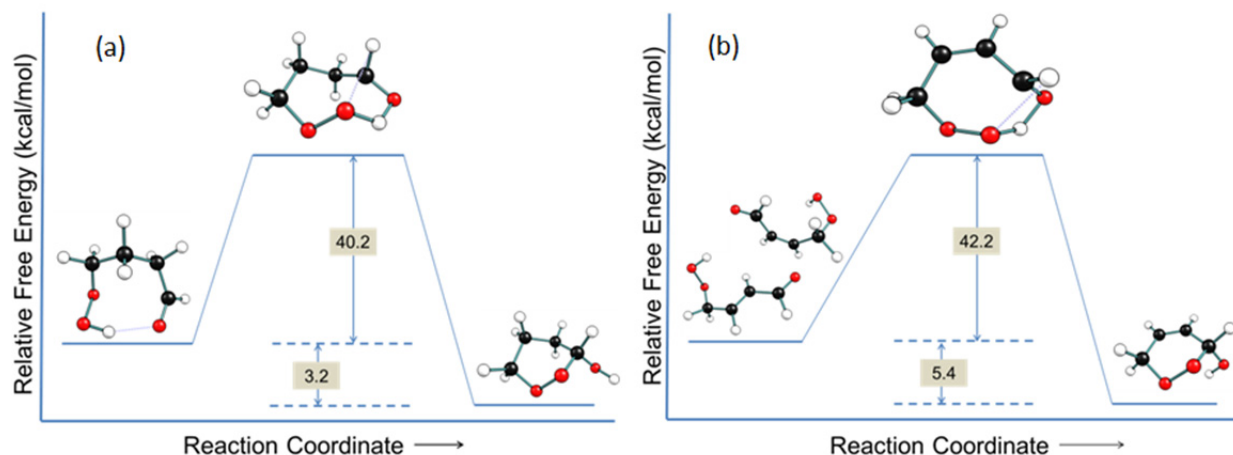 (a)
Relative Free Energy (kcal/mol)
40.2
3.2
Reaction Coordinate →
(b)
Relative Free Energy (kcal/mol)
42.2
5.4
Reaction Coordinate →